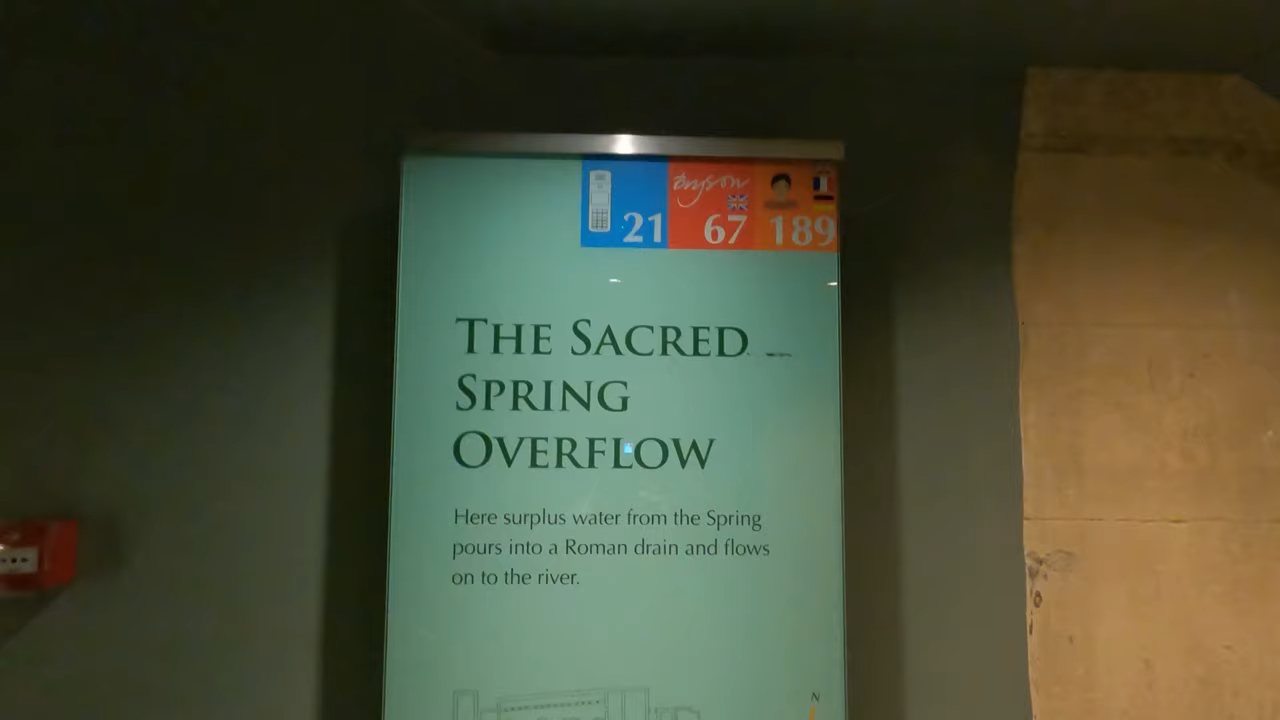 21
bryson
67
189
THE SACRED
SPRING
OVERFLOW
Here surplus water from the Spring
pours into a Roman drain and flows
on to the river.
N